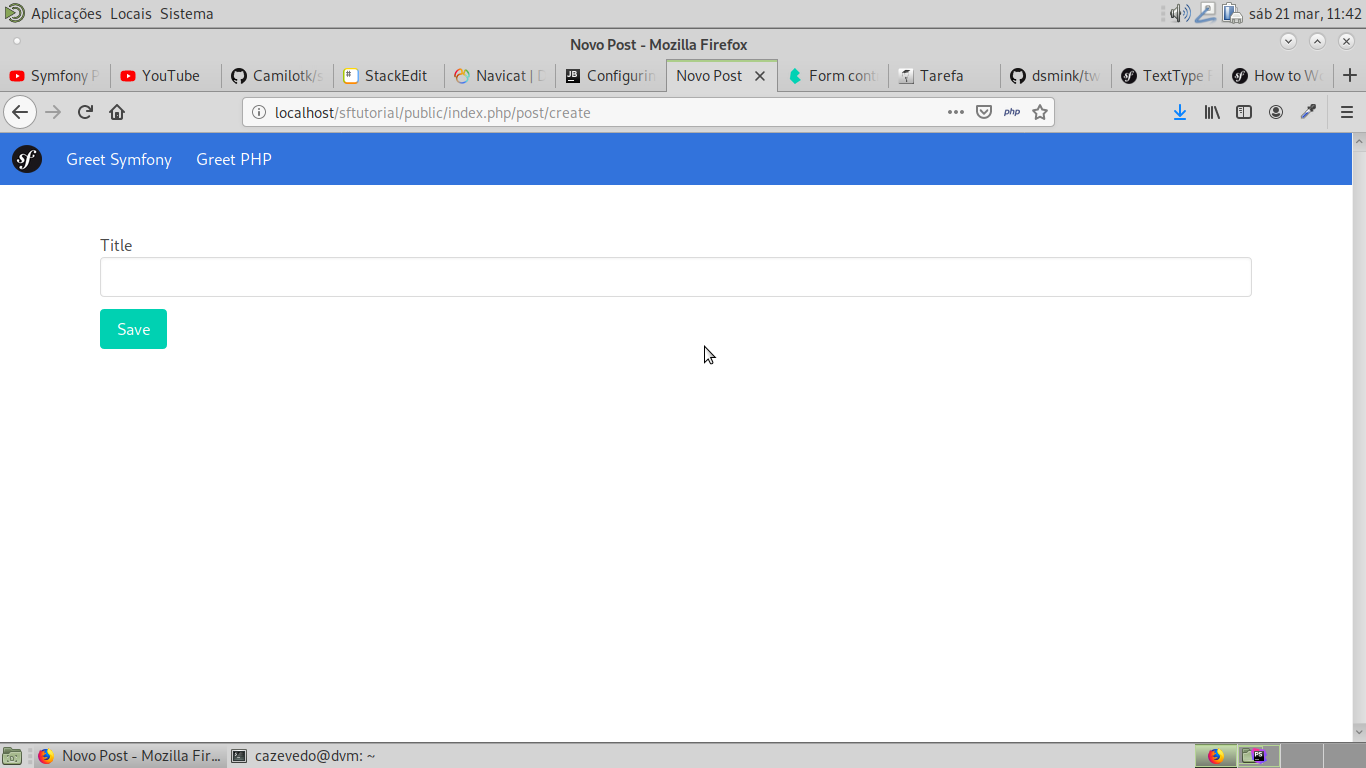 Aplicações Locais Sistema sáb 21 mar, 11:42
Novo Post - Mozilla Firefox
Symfony P YouTube Camilotk/s StackEdit Navicat | D Configurin Novo Post Form cont Tarefa dsmink/tw TextType How to Wo
localhost/sftutorial/public/index.php/post/create php
sf Greet Symfony Greet PHP
Title
Save
Novo Post - Mozilla Fir... cazevedo@dvm: ~